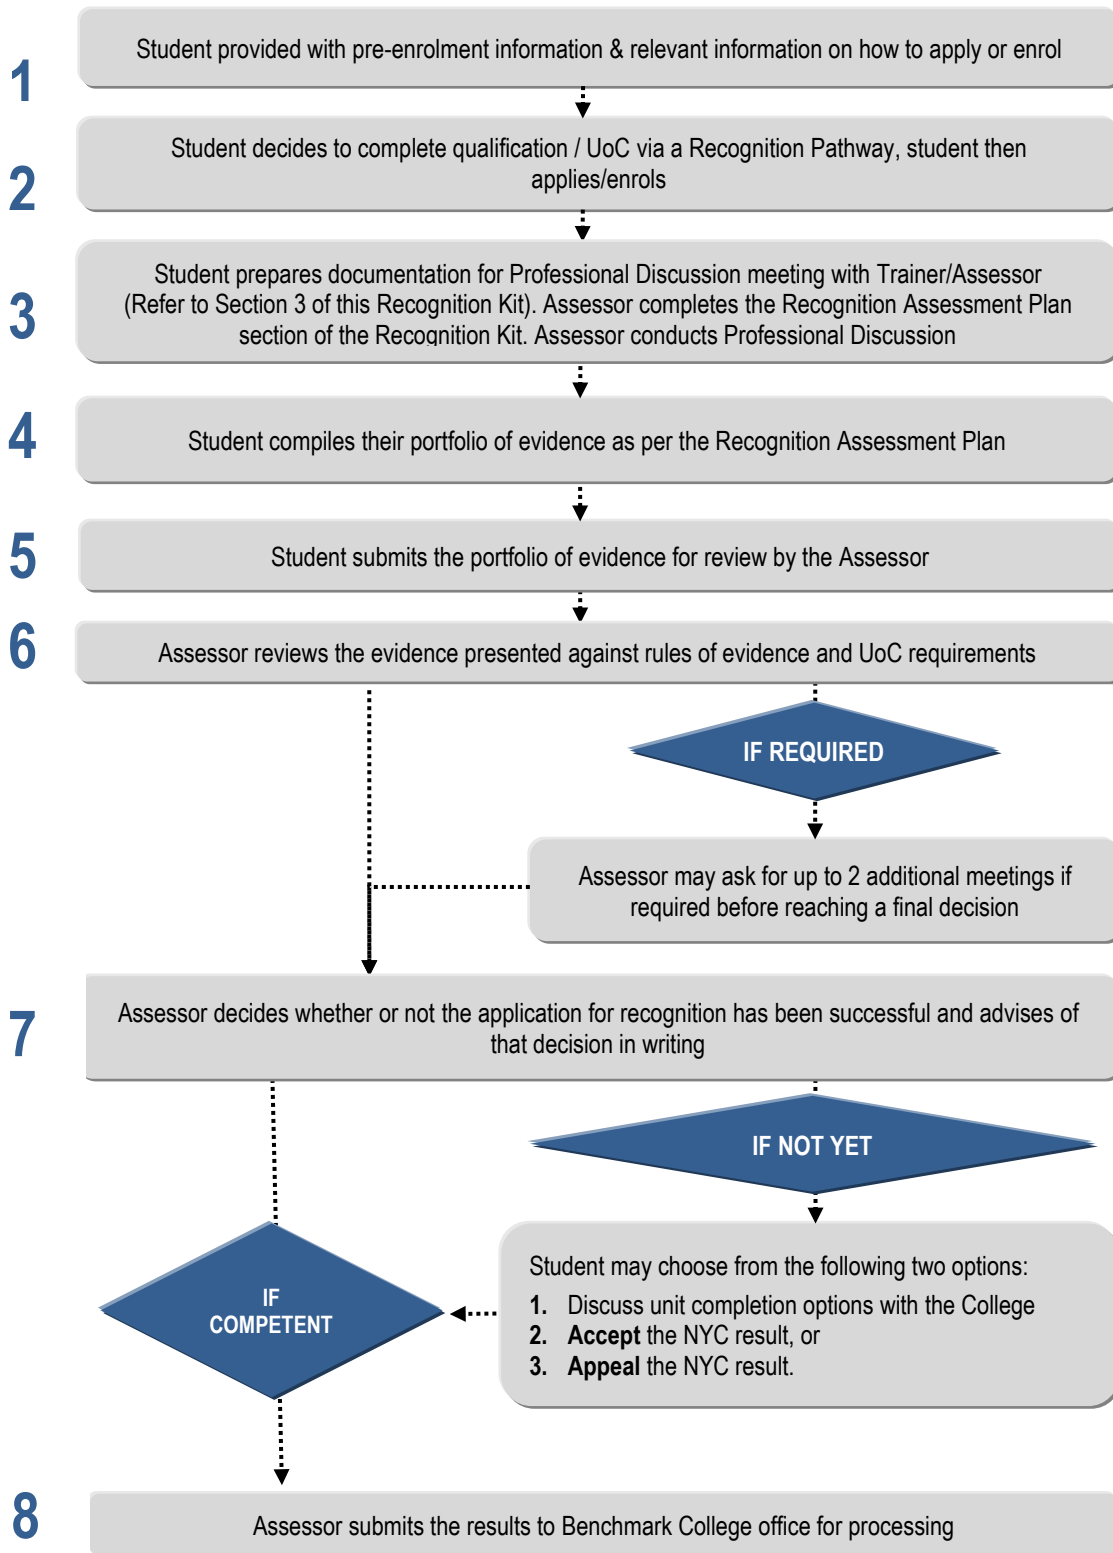 1
Student provided with pre-enrolment information & relevant information on how to apply or enrol
2
Student decides to complete qualification / UoC via a Recognition Pathway, student then
applies/enrols
3
Student prepares documentation for Professional Discussion meeting with Trainer/Assessor
(Refer to Section 3 of this Recognition Kit). Assessor completes the Recognition Assessment Plan
section of the Recognition Kit. Assessor conducts Professional Discussion
4
Student compiles their portfolio of evidence as per the Recognition Assessment Plan
5
Student submits the portfolio of evidence for review by the Assessor
6
Assessor reviews the evidence presented against rules of evidence and UoC requirements
IF REQUIRED
Assessor may ask for up to 2 additional meetings if
required before reaching a final decision
7
Assessor decides whether or not the application for recognition has been successful and advises of
that decision in writing
IF NOT YET
Student may choose from the following two options:
1. Discuss unit completion options with the College
2. Accept the NYC result, or
3. Appeal the NYC result.
IF
COMPETENT
8
Assessor submits the results to Benchmark College office for processing